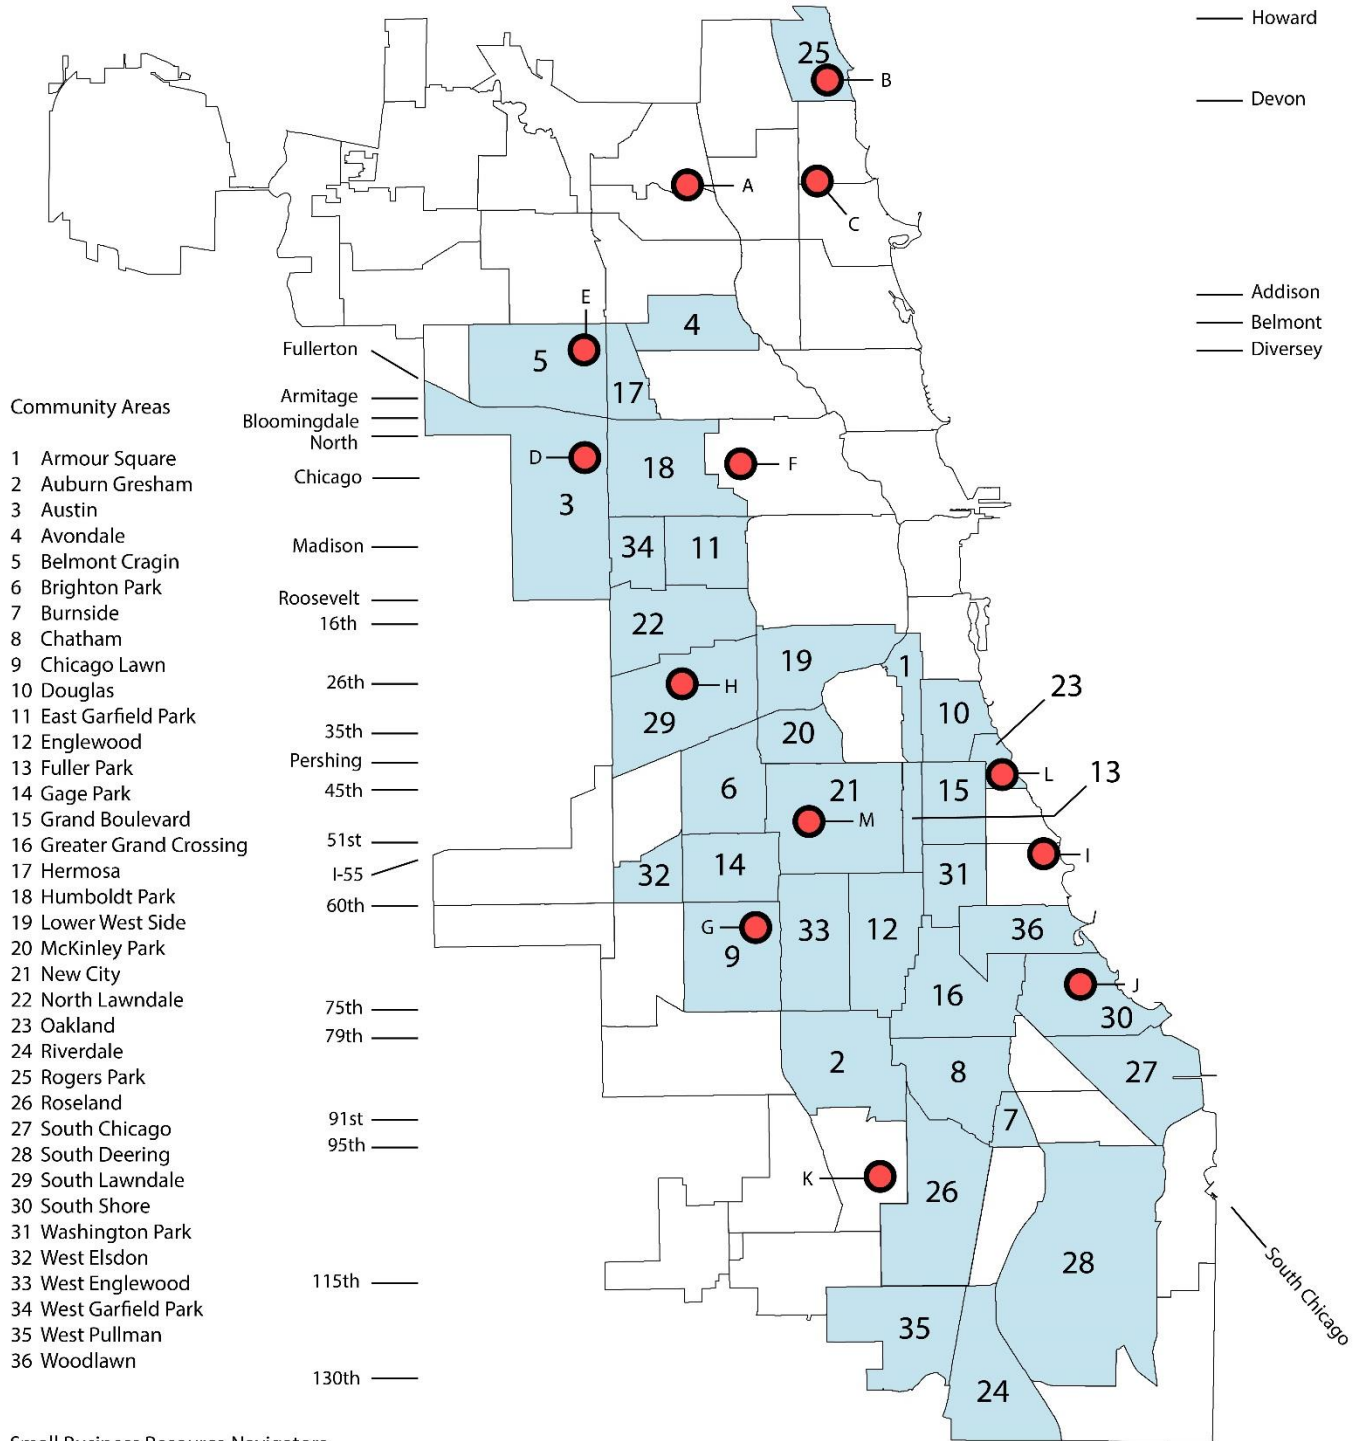 Howard
Devon
Addison
Belmont
Diversey
25
B
A
C
E
4
5
17
Fullerton
Armitage
Bloomingdale
North
Chicago
Madison
Roosevelt
16th
26th
35th
Pershing
45th
51st
I-55
60th
75th
79th
91st
95th
115th
130th
D
3
18
F
34
11
22
19
1
23
H
29
10
20
L
13
6
21
15
M
I
32
14
31
G
9
33
12
36
16
J
30
2
8
27
7
K
26
28
South Chicago
35
24
Community Areas
1 Armour Square
2 Auburn Gresham
3 Austin
4 Avondale
5 Belmont Cragin
6 Brighton Park
7 Burnside
8 Chatham
9 Chicago Lawn
10 Douglas
11 East Garfield Park
12 Englewood
13 Fuller Park
14 Gage Park
15 Grand Boulevard
16 Greater Grand Crossing
17 Hermosa
18 Humboldt Park
19 Lower West Side
20 McKinley Park
21 New City
22 North Lawndale
23 Oakland
24 Riverdale
25 Rogers Park
26 Roseland
27 South Chicago
28 South Deering
29 South Lawndale
30 South Shore
31 Washington Park
32 West Elsdon
33 West Englewood
34 West Garfield Park
35 West Pullman
36 Woodlawn
Small Business Resource Navigators